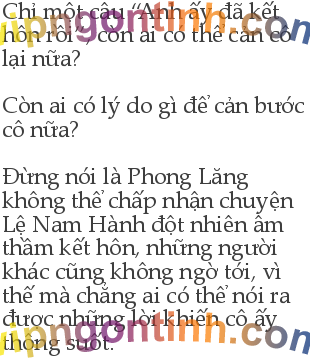 Chỉ một câu "Anh ấy đã kết
hôn rồi", còn ai có thể cản cô
lại nữa?
Còn ai có lý do gì để cản bước
cô nữa?
Đừng nói là Phong Lăng
không thể chấp nhận chuyện
Lệ Nam Hành đột nhiên âm
thầm kết hôn, những người
khác cũng không ngờ tới, vì
thế mà chẳng ai có thể nói ra
được những lời khiến cô ấy
thông suốt.
vipngontinh.com
vipngontinh.com